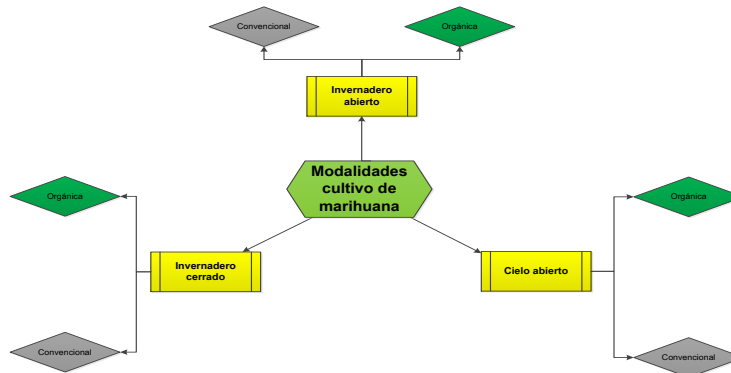 Convencional
Orgánica
Invernadero
abierto
Modalidades
cultivo de
marihuana
Orgánica
Invernadero
cerrado
Convencional
Orgánica
Cielo abierto
Convencional